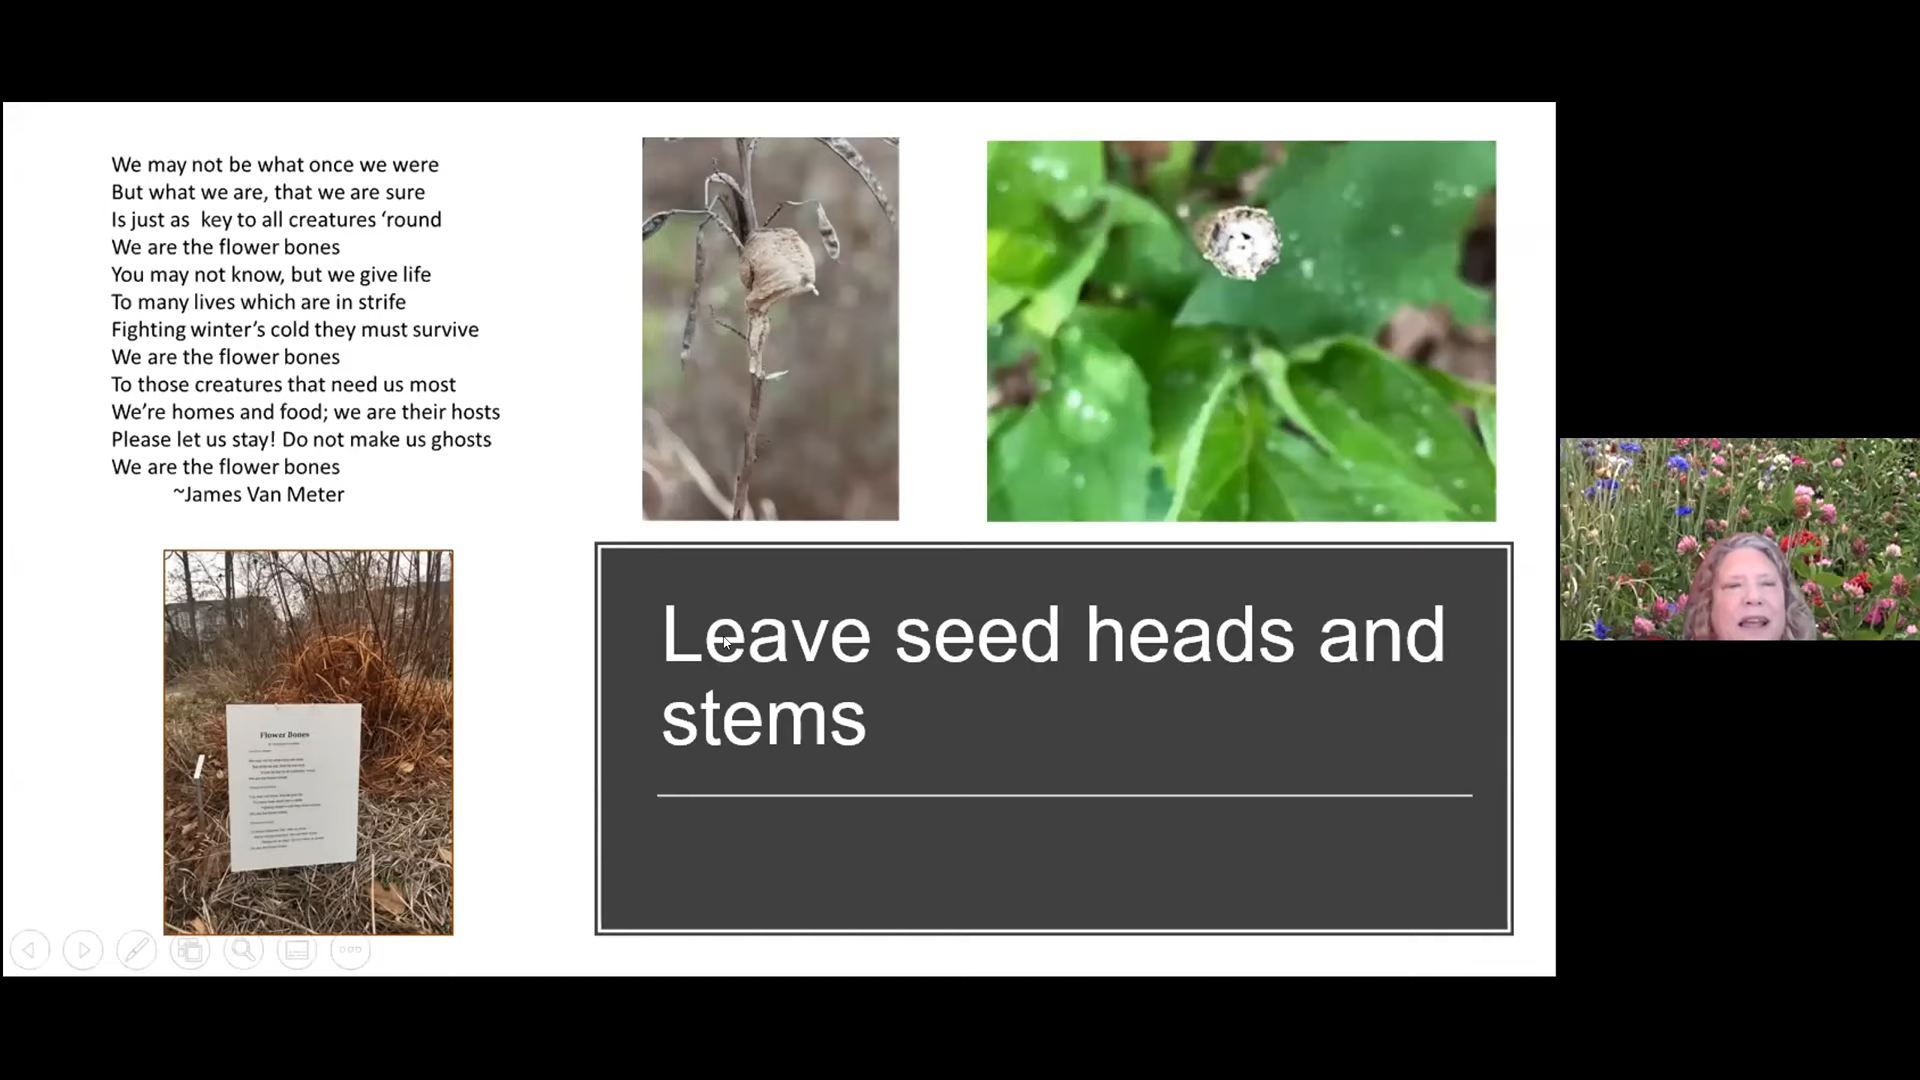 We may not be what once we were
But what we are, that we are sure
Is just as  key to all creatures ‘round
We are the flower bones
You may not know, but we give life
To many lives which are in strife
Fighting winter’s cold they must survive
We are the flower bones
To those creatures that need us most
We’re homes and food; we are their hosts
Please let us stay! Do not make us ghosts
We are the flower bones
~James Van Meter
Flower Bones
Leave seed heads and
stems